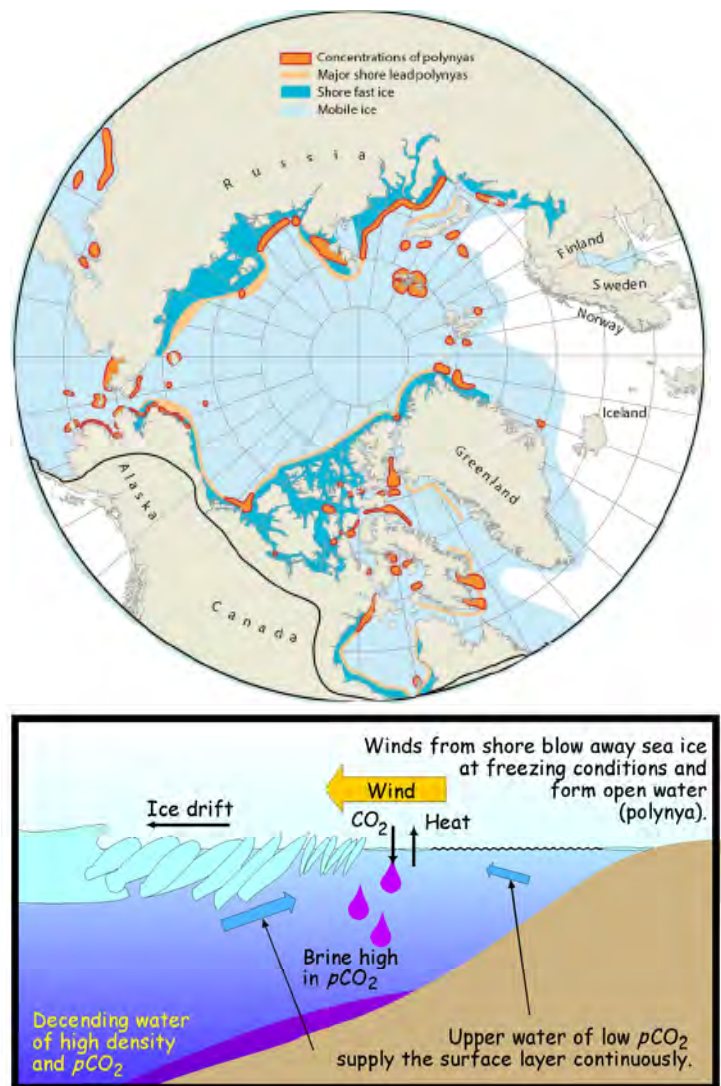 Concentrations of polynyas
Major shore lead polynyas
Shore fast ice
Mobile ice
Russia
Finland
Sweden
Norway
Iceland
Greenland
Alaska
Canada
Winds from shore blow away sea ice
at freezing conditions and
form open water
(polynya).
Wind
Ice drift
CO2
Heat
Brine high
in pCO2
Decending water
of high density
and pCO2
Upper water of low pCO2
supply the surface layer continuously.